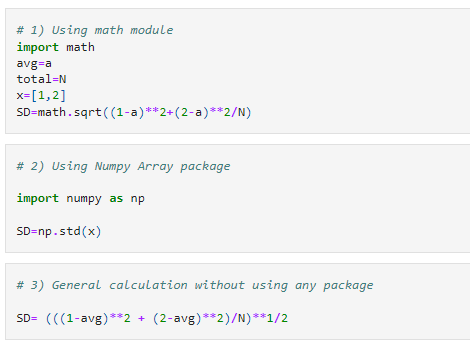 # 1) Using math module
import math
avg=a
total=N
x=[1,2]
SD=math.sqrt((1-a)**2+(2-a)**2/N)
# 2) Using Numpy Array package
import numpy as np
SD=np.std(x)
# 3) General calculation without using any package
SD= (((1-avg)**2 + (2-avg)**2)/N)**1/2